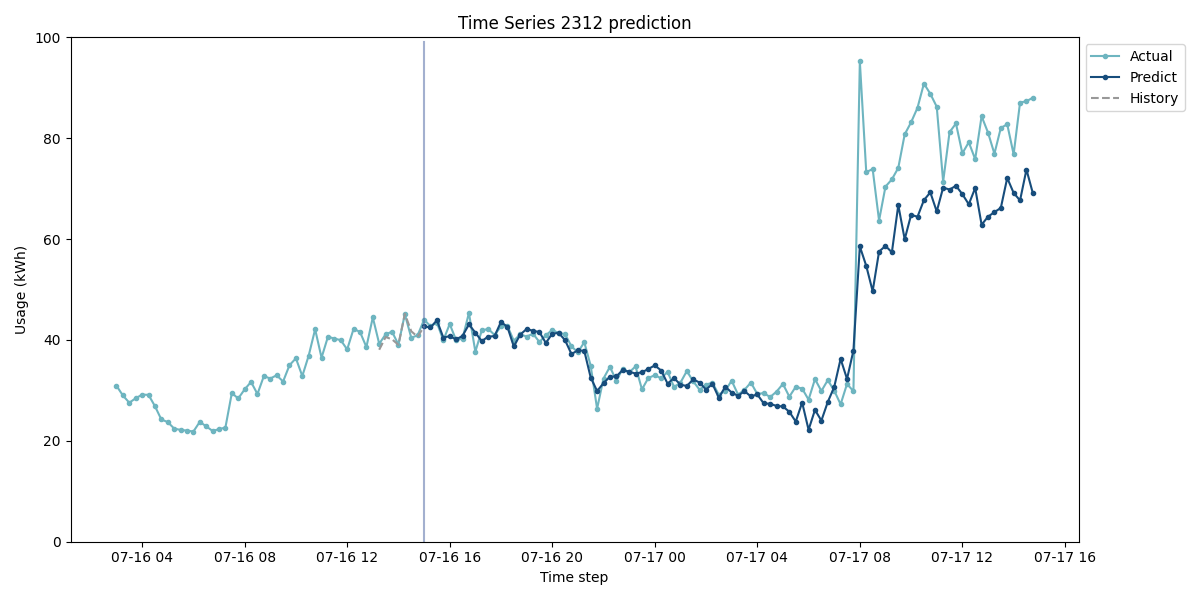 Time Series 2312 prediction
100
80
60
40
20
0
Usage (kWh)
07-16 04
07-16 08
07-16 12
07-16 16
07-16 20
07-17 00
07-17 04
07-17 08
07-17 12
07-17 16
Time step
Actual
Predict
History